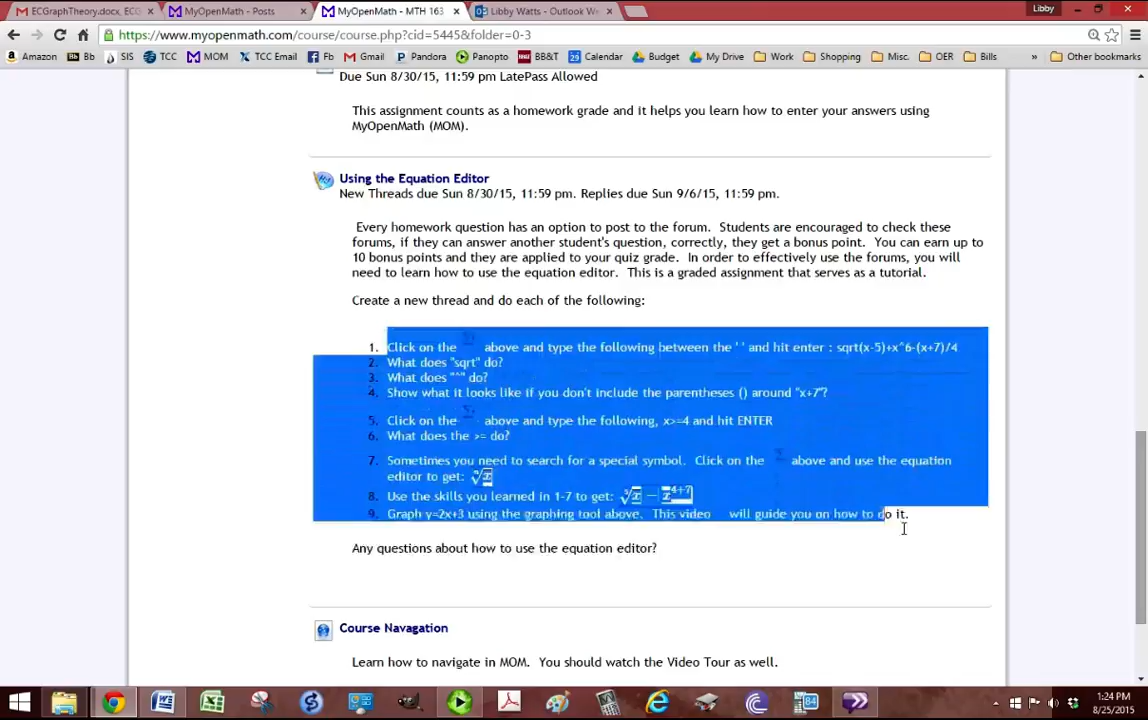 ECGraphTheory.docx, ECG
MyOpenMath - Posts
MyOpenMath - MTH 163
Libby Watts - Outlook We
Libby
https://www.myopenmath.com/course/course.php?cid=5445&folder=0-3
Amazon Bb SIS TCC MOM TCC Email Fb Gmail Pandora Panopto BB&T Calendar Budget My Drive Work Shopping Misc. OER Bills » Other bookmarks
Due Sun 8/30/15, 11:59 pm LatePass Allowed
This assignment counts as a homework grade and it helps you learn how to enter your answers using
MyOpenMath (MOM).
Using the Equation Editor
New Threads due Sun 8/30/15, 11:59 pm. Replies due Sun 9/6/15, 11:59 pm.
Every homework question has an option to post to the forum. Students are encouraged to check these
forums, if they can answer another student's question, correctly, they get a bonus point. You can earn up to
10 bonus points and they are applied to your quiz grade. In order to effectively use the forums, you will
need to learn how to use the equation editor. This is a graded assignment that serves as a tutorial.
Create a new thread and do each of the following:
1. Click on the above and type the following between the ' ' and hit enter : sqrt(x-5)+x^6-(x+7)/4
2. What does "sqrt" do?
3. What does "^" do?
4. Show what it looks like if you don't include the parentheses () around "x+7"?
5. Click on the above and type the following, x>=4 and hit ENTER
6. What does the >= do?
7. Sometimes you need to search for a special symbol. Click on the above and use the equation
editor to get: ⁿ√x
8. Use the skills you learned in 1-7 to get:
9. Graph y=2x+3 using the graphing tool above. This video will guide you on how to do it.
Any questions about how to use the equation editor?
Course Navagation
Learn how to navigate in MOM. You should watch the Video Tour as well.
84
1:24 PM
8/25/2015